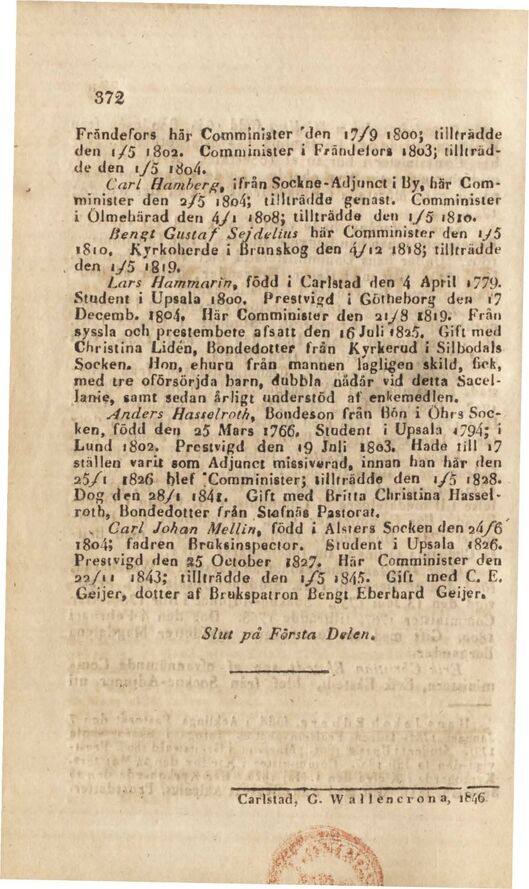 372
Frändefors här Comminister den 17/9 1800; tillträdde
den 1/5 1802. Comminister i Frändefors 1803; tillträd-
de den 1/5 1804.
Carl Hamberg, ifrån Sockne-Adjunct i By, här Com-
minister den 2/5 1804; tillträdde genast. Comminister
i Ölmehärad den 4/1 1808; tillträdde den 1/5 1810.
Bengt Gustaf Sejdelius här Comminister den 1/5
1810. Kyrkoherde i Brunskog den 4/12 1818; tillträdde
den 1/5 1819.
Lars Hammarin, född i Carlstad den 4 April 1779.
Student i Upsala 1800. Prestvigd i Götheborg den 17
Decemb. 1804. Här Comminister den 21/8 1819. Från
syssla och prestembete afsatt den 16 Juli 1825. Gift med
Christina Lidén, Bondedotter från Kyrkerud i Silbodals
Socken. Hon, ehuru från mannen lagligen skild, fick,
med tre oförsörjda barn, dubbla nådår vid detta Sacel-
lanie, samt sedan årligt understöd af enkemedlen.
Anders Hasselroth, Bondeson från Bön i Öhrs Soc-
ken, född den 25 Mars 1766. Student i Upsala 1794; i
Lund 1802. Prestvigd den 19 Juli 1803. Hade till 17
ställen varit som Adjunct missiverad, innan han här den
25/1 1826 blef Comminister; tillträdde den 1/5 1828.
Dog den 28/1 1841. Gift med Britta Christina Hassel-
roth, Bondedotter från Stafnäs Pastorat.
Carl Johan Mellin, född i Alsters Socken den 24/6
1804; fadren Bruksinspector. Student i Upsala 1826.
Prestvigd den 25 October 1827. Här Comminister den
22/11 1843; tillträdde den 1/5 1845. Gift med C. E.
Geijer, dotter af Brukspatron Bengt Eberhard Geijer.
Slut på Första Delen.
Carlstad, G. Wallencrona, 1846